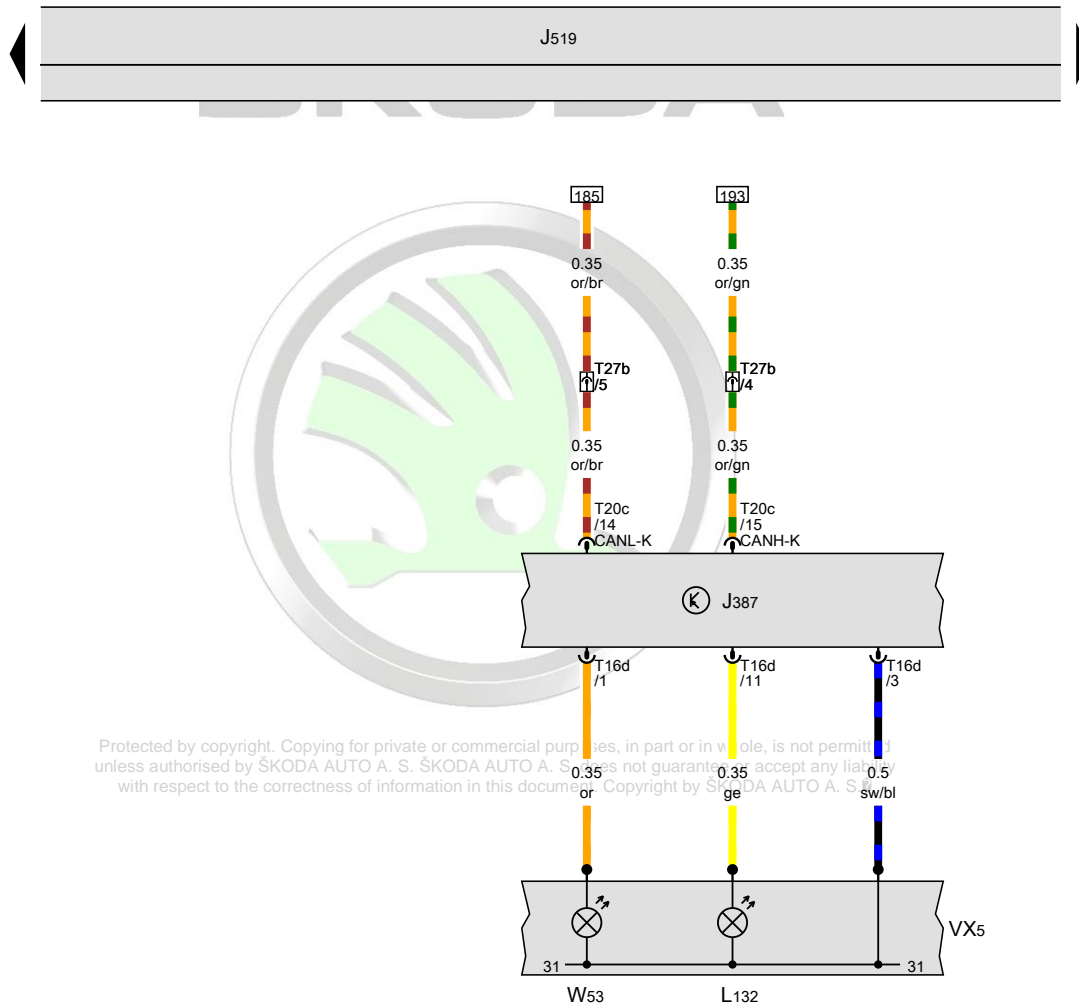 J519
ŠKODA
185 193
0.35 0.35
or/br or/gn
T27b T27b
/5 /4
0.35 0.35
or/br or/gn
T20c T20c
/14 /15
CANL-K CANH-K
J387
T16d T16d T16d
/1 /11 /3
Protected by copyright. Copying for private or commercial purposes, in part or in whole, is not permitted
unless authorised by ŠKODA AUTO A. S. ŠKODA AUTO A. S. does not guarantee or accept any liability
with respect to the correctness of information in this document. Copyright by ŠKODA AUTO A. S.
0.35 0.35 0.5
or ge sw/bl
VX5
31 31
W53 L132